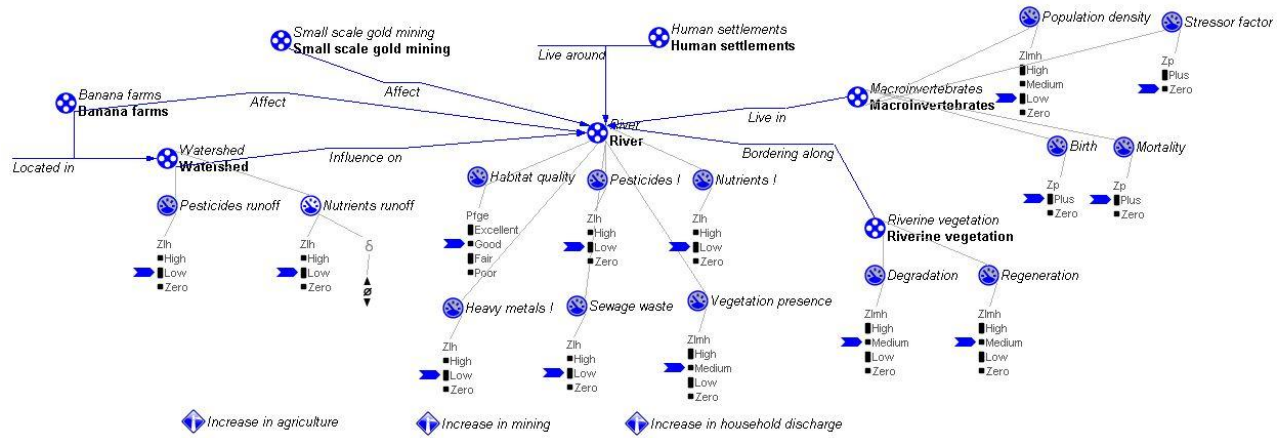 Small scale gold mining
Small scale gold mining
Human settlements
Human settlements
Live around
Population density
Stressor factor
Zlmh
High
Medium
Low
Zero
Zp
Plus
Zero
Banana farms
Banana farms
Affect
Affect
Macroinvertebrates
Macroinvertebrates
Live in
River
River
Located in
Watershed
Watershed
Influence on
Bordering along
Birth
Mortality
Zp
Plus
Zero
Zp
Plus
Zero
Pesticides runoff
Nutrients runoff
Zlh
High
Low
Zero
Zlh
High
Low
Zero
δ
ø
Habitat quality
Pesticides !
Nutrients !
Pfge
Excellent
Good
Fair
Poor
Zlh
High
Low
Zero
Zlh
High
Low
Zero
Riverine vegetation
Riverine vegetation
Degradation
Regeneration
Zlmh
High
Medium
Low
Zero
Zlmh
High
Medium
Low
Zero
Heavy metals !
Sewage waste
Vegetation presence
Zlh
High
Low
Zero
Zlh
High
Low
Zero
Zlmh
High
Medium
Low
Zero
Increase in agriculture
Increase in mining
Increase in household discharge